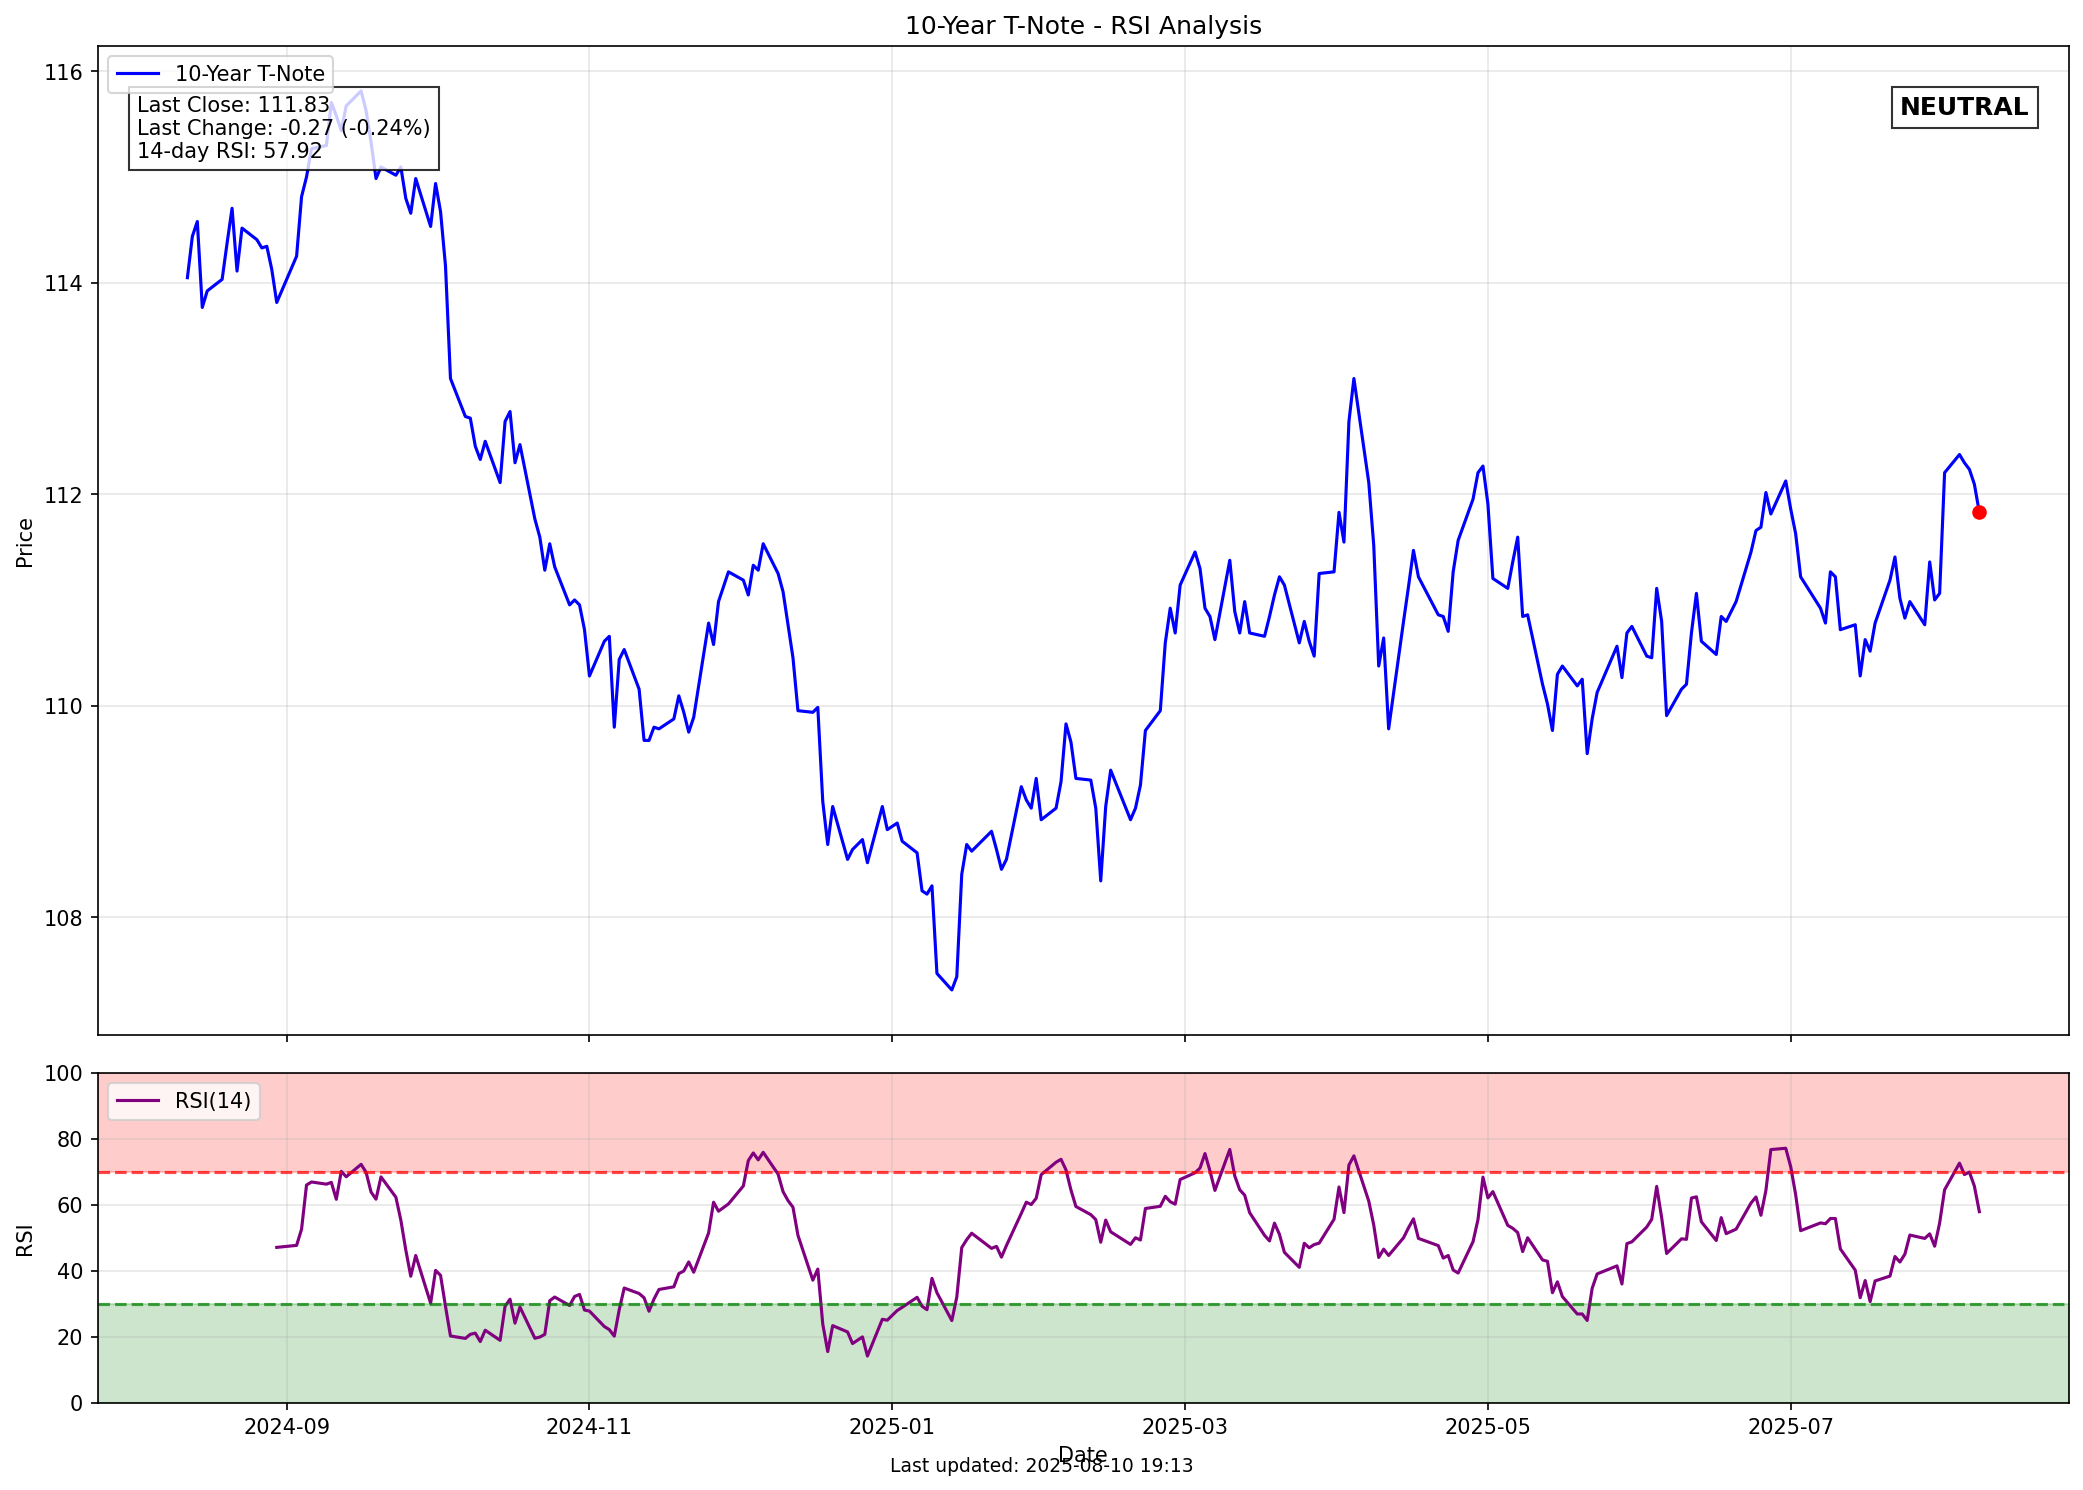 10-Year T-Note - RSI Analysis
116
114
112
110
108
Price
10-Year T-Note
Last Close: 111.83
Last Change: -0.27 (-0.24%)
14-day RSI: 57.92
NEUTRAL
100
80
60
40
20
0
RSI
RSI(14)
2024-09
2024-11
2025-01
2025-03
2025-05
2025-07
Date
Last updated: 2025-08-10 19:13